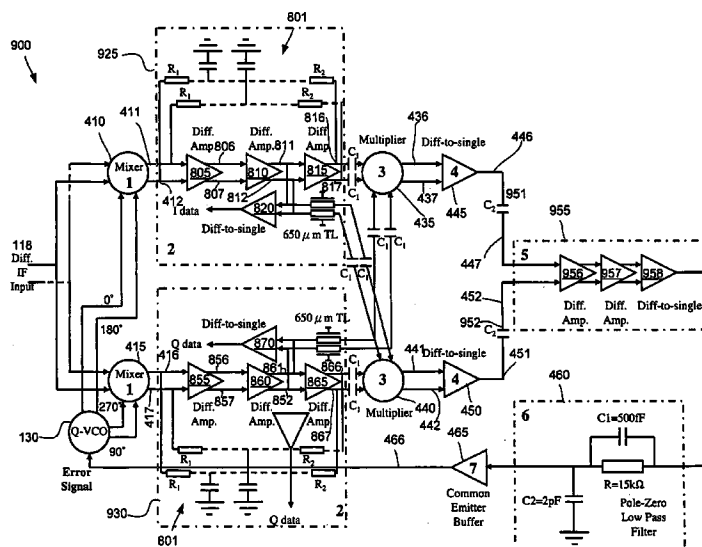 900
925
801
R₁
R₂
R₁
R₂
410
411
Mixer
1
412
Diff.
Amp.
806
805
807
Diff.
Amp.
811
810
812
816
Diff.
Amp.
815
817
C₁
C₁
Multiplier
3
435
436
437
Diff-to-single
4
445
446
951
C₂
447
I data
820
Diff-to-single
650μm TL
2
C₁
C₁
C₁
C₁
118
Diff.
IF
Input
0°
180°
955
5
956
957
958
Diff.
Amp.
Diff.
Amp.
Diff-to-single
452
952
C₂
451
415
Mixer
1
416
417
270°
90°
130
Q-VCO
Error
Signal
Q data
Diff-to-single
870
650μm TL
856
855
857
Diff.
Amp.
861
860
852
Diff.
Amp.
866
865
867
Diff.
Amp.
C₁
C₁
3
Multiplier
440
441
442
Diff-to-single
4
450
R₁
R₂
R₁
R₂
2
Q data
930
801
466
465
7
Common
Emitter
Buffer
460
6
C1=500fF
R=15kΩ
C2=2pF
Pole-Zero
Low Pass
Filter